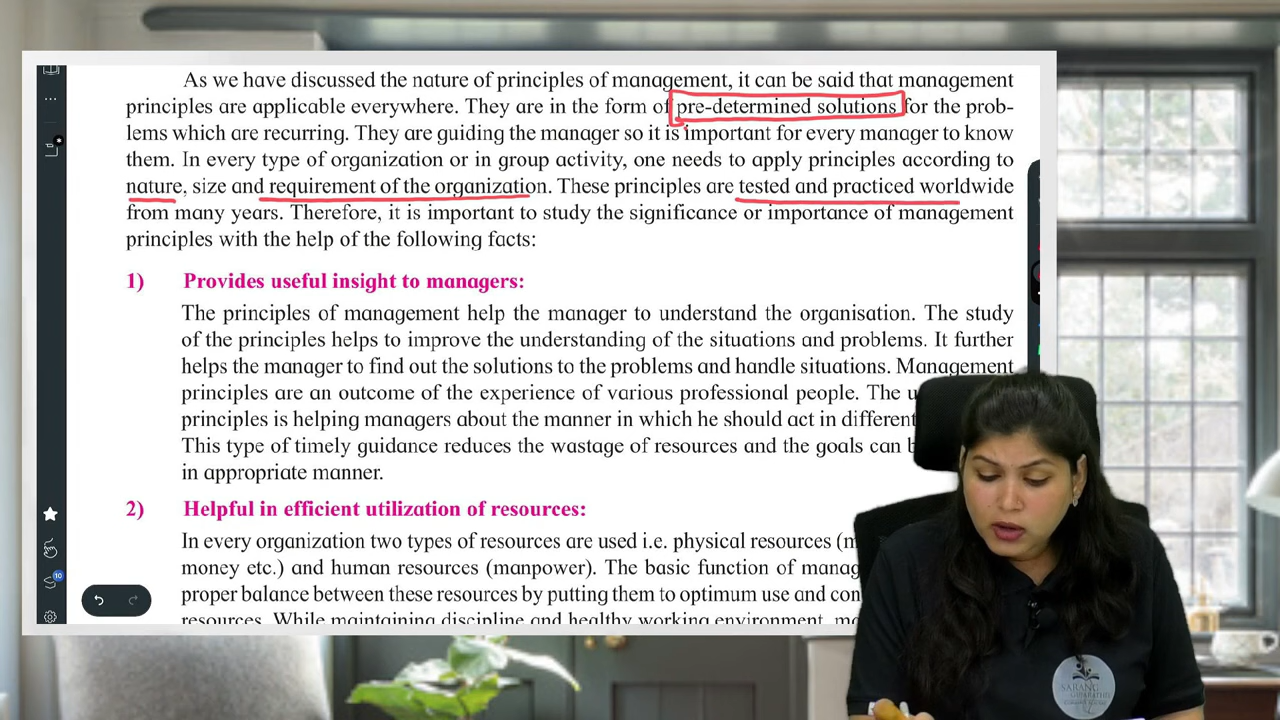 As we have discussed the nature of principles of management, it can be said that management
principles are applicable everywhere. They are in the form of pre-determined solutions for the prob-
lems which are recurring. They are guiding the manager so it is important for every manager to know
them. In every type of organization or in group activity, one needs to apply principles according to
nature, size and requirement of the organization. These principles are tested and practiced worldwide
from many years. Therefore, it is important to study the significance or importance of management
principles with the help of the following facts:
1) Provides useful insight to managers:
The principles of management help the manager to understand the organisation. The study
of the principles helps to improve the understanding of the situations and problems. It further
helps the manager to find out the solutions to the problems and handle situations. Management
principles are an outcome of the experience of various professional people. The
principles is helping managers about the manner in which he should act in different
This type of timely guidance reduces the wastage of resources and the goals can
in appropriate manner.
2) Helpful in efficient utilization of resources:
In every organization two types of resources are used i.e. physical resources
money etc.) and human resources (manpower). The basic function of
proper balance between these resources by putting them to optimum use and
resources. While maintaining discipline and healthy working environment,
10
SARANG